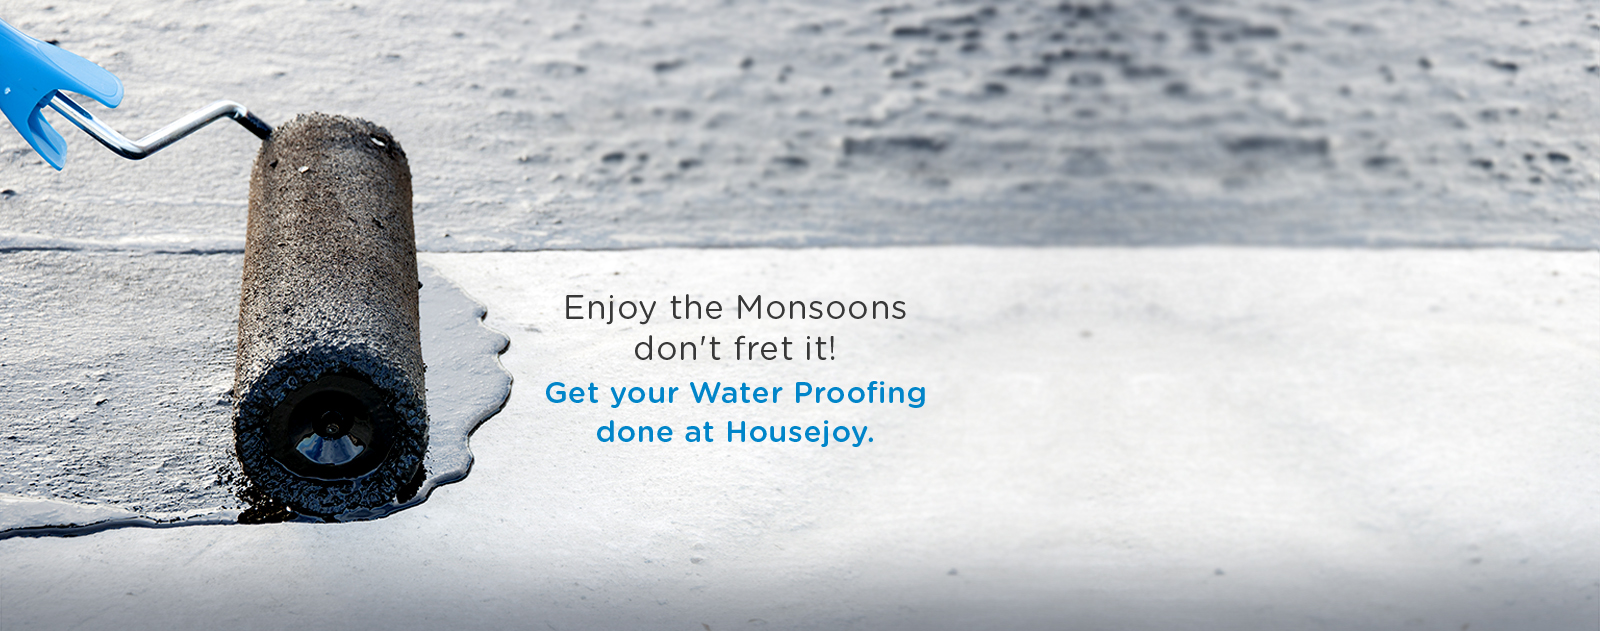 Enjoy the Monsoons
don't fret it!
Get your Water Proofing
done at Housejoy.